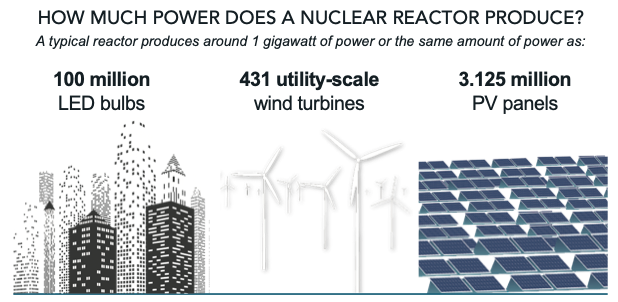 HOW MUCH POWER DOES A NUCLEAR REACTOR PRODUCE?
A typical reactor produces around 1 gigawatt of power or the same amount of power as:
100 million
LED bulbs
431 utility-scale
wind turbines
3.125 million
PV panels